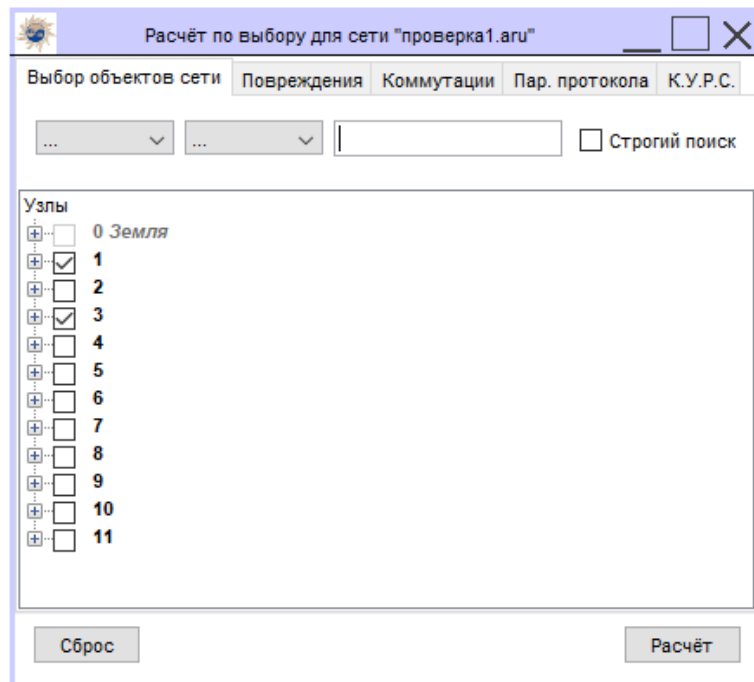 Расчёт по выбору для сети "проверка1.aru"
Выбор объектов сети Повреждения Коммутации Пар. протокола К.У.Р.С.
... ... Строгий поиск
Узлы
0 Земля
1
2
3
4
5
6
7
8
9
10
11
Сброс Расчёт